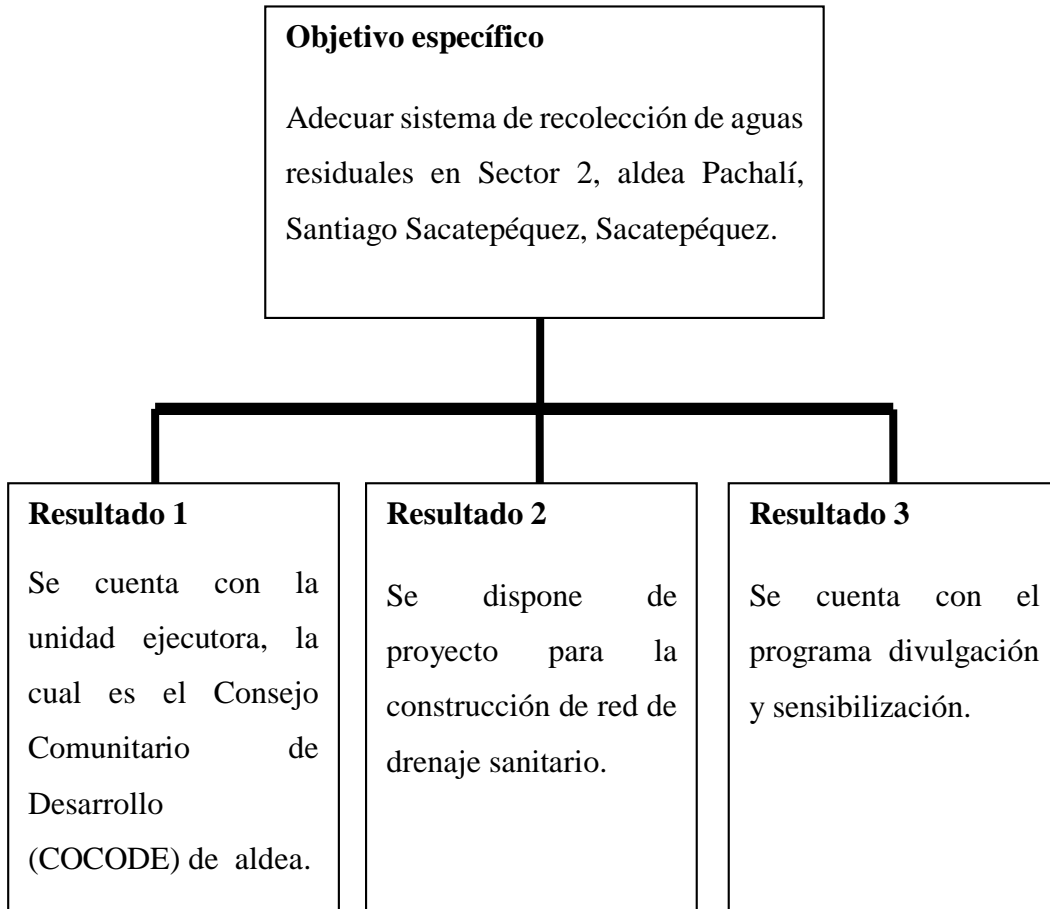 Objetivo específico
Adecuar sistema de recolección de aguas
residuales en Sector 2, aldea Pachalí,
Santiago Sacatepéquez, Sacatepéquez.
Resultado 1
Se cuenta con la
unidad ejecutora, la
cual es el Consejo
Comunitario de
Desarrollo
(COCODE) de aldea.
Resultado 2
Se dispone de
proyecto para la
construcción de red de
drenaje sanitario.
Resultado 3
Se cuenta con el
programa divulgación
y sensibilización.